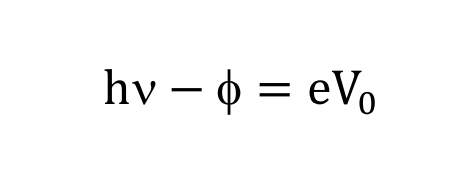 hν − ϕ = eV₀